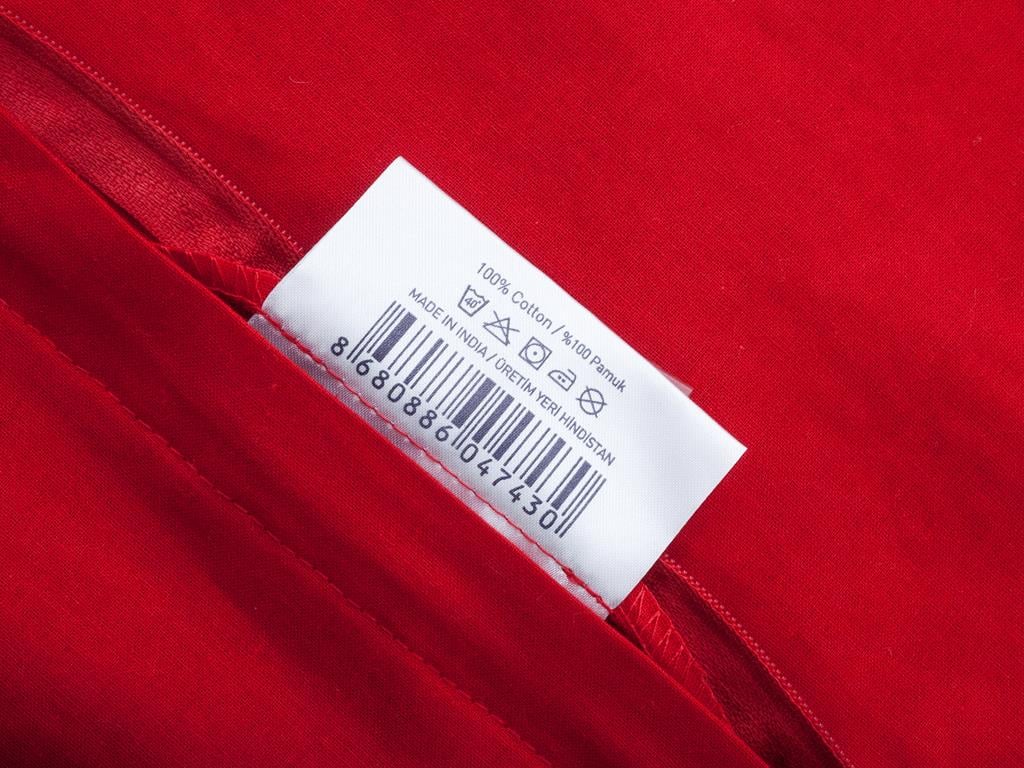 100% Cotton / %100 Pamuk
40°
MADE IN INDIA / ÜRETİM YERİ HİNDİSTAN
8 680886 047430